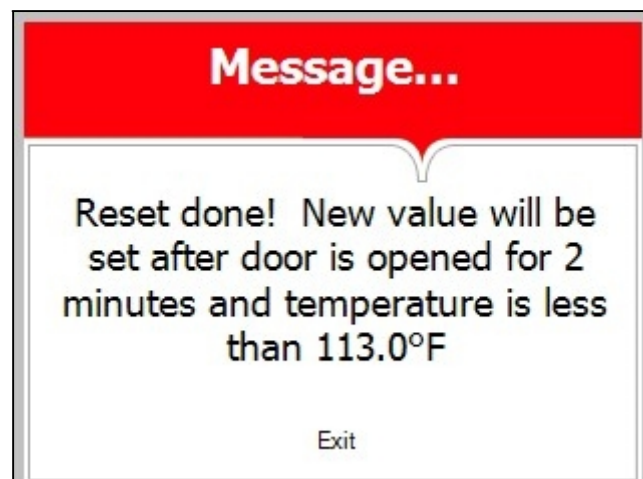 Message...
Reset done!  New value will be
set after door is opened for 2
minutes and temperature is less
than 113.0°F
Exit